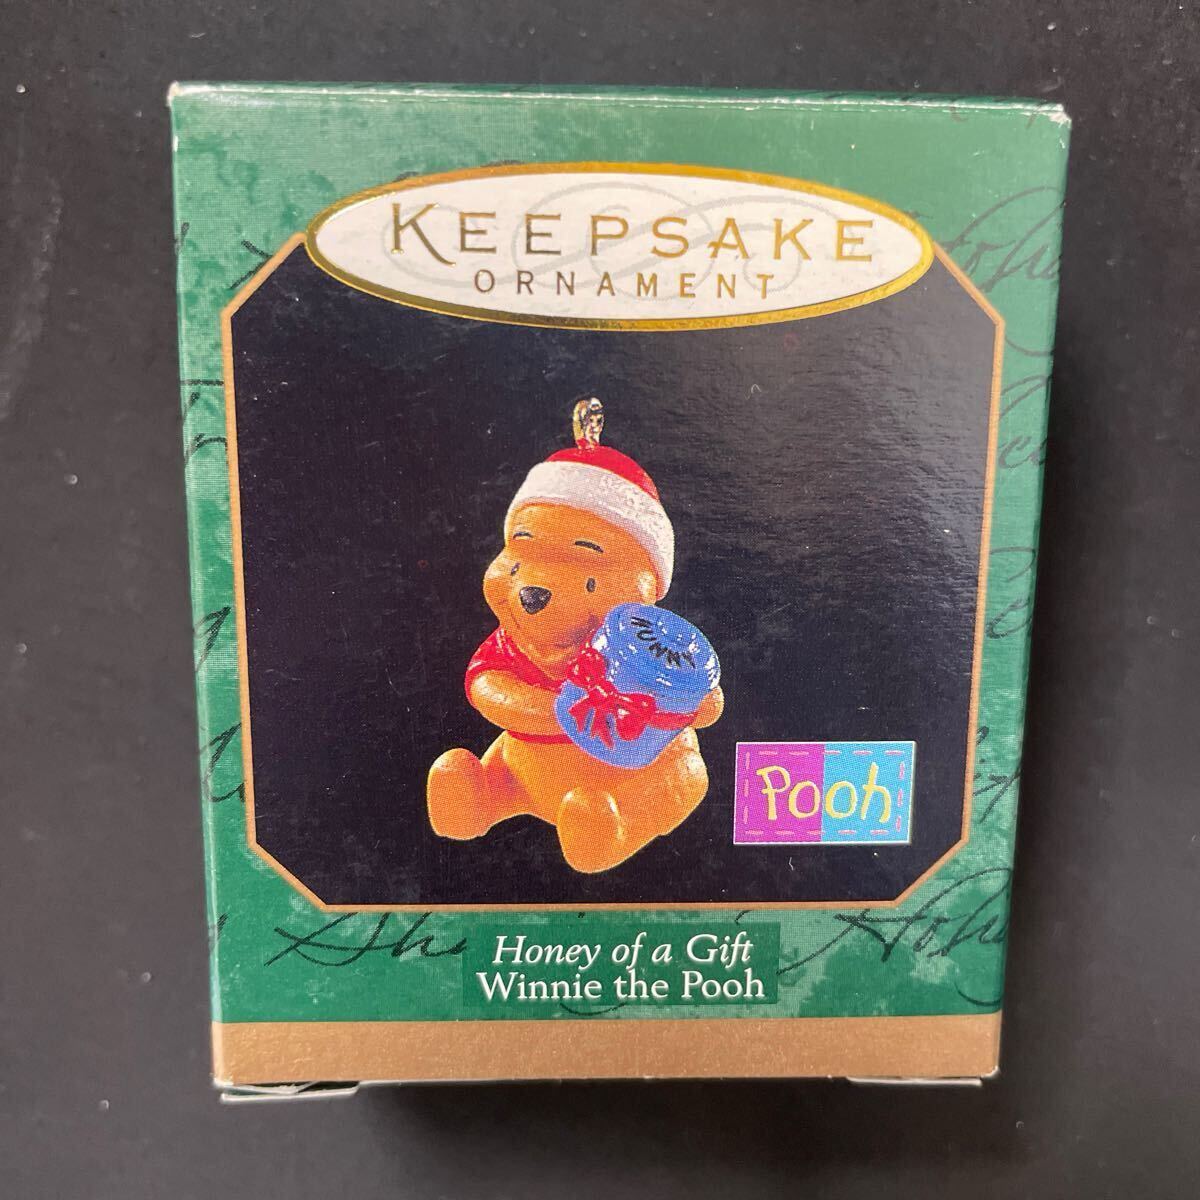 KEEPSAKE
ORNAMENT
HUNNY
Pooh
Honey of a Gift
Winnie the Pooh